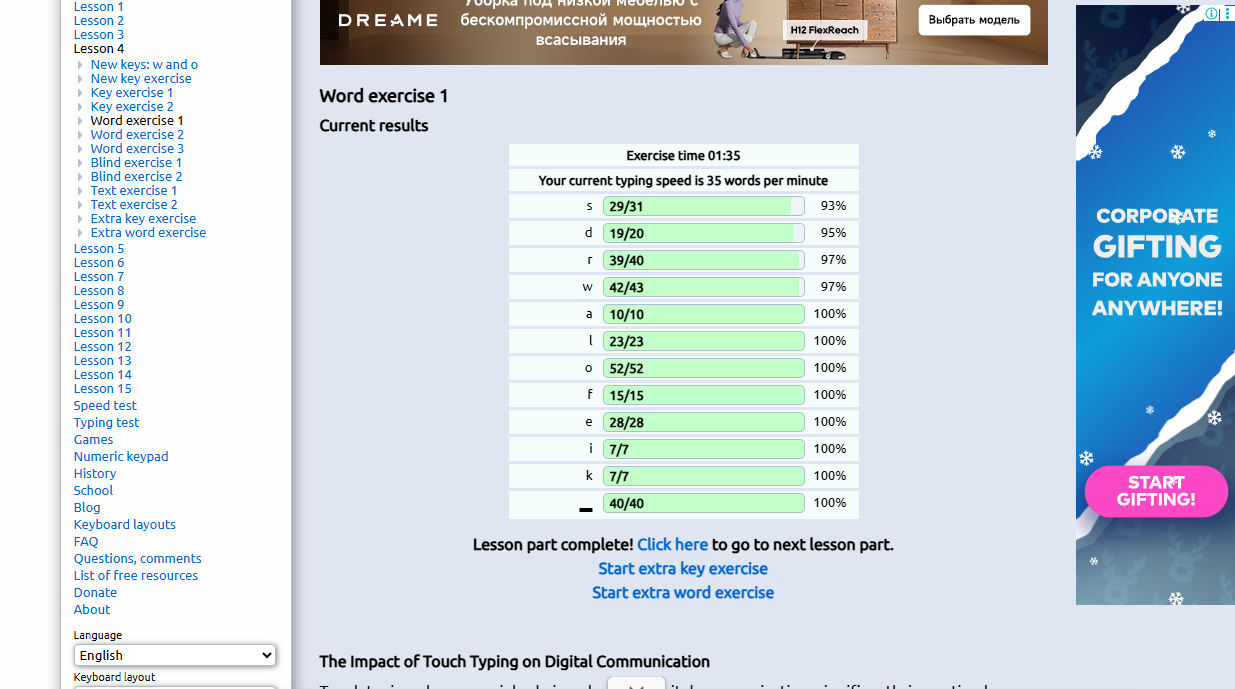 Lesson 1
Lesson 2
Lesson 3
Lesson 4
New keys: w and o
New key exercise
Key exercise 1
Key exercise 2
Word exercise 1
Word exercise 2
Word exercise 3
Blind exercise 1
Blind exercise 2
Text exercise 1
Text exercise 2
Extra key exercise
Extra word exercise
Lesson 5
Lesson 6
Lesson 7
Lesson 8
Lesson 9
Lesson 10
Lesson 11
Lesson 12
Lesson 13
Lesson 14
Lesson 15
Speed test
Typing test
Games
Numeric keypad
History
School
Blog
Keyboard layouts
FAQ
Questions, comments
List of free resources
Donate
About
Language
English
Keyboard layout
DREAME
Уборка под низкой мебелью с
бескомпромиссной мощностью
всасывания
H12 FlexReach
Выбрать модель
Word exercise 1
Current results
Exercise time 01:35
Your current typing speed is 35 words per minute
s 29/31 93%
d 19/20 95%
r 39/40 97%
w 42/43 97%
a 10/10 100%
l 23/23 100%
o 52/52 100%
f 15/15 100%
e 28/28 100%
i 7/7 100%
k 7/7 100%
40/40 100%
Lesson part complete! Click here to go to next lesson part.
Start extra key exercise
Start extra word exercise
The Impact of Touch Typing on Digital Communication
CORPORATE
GIFTING
FOR ANYONE
ANYWHERE!
START
GIFTING!